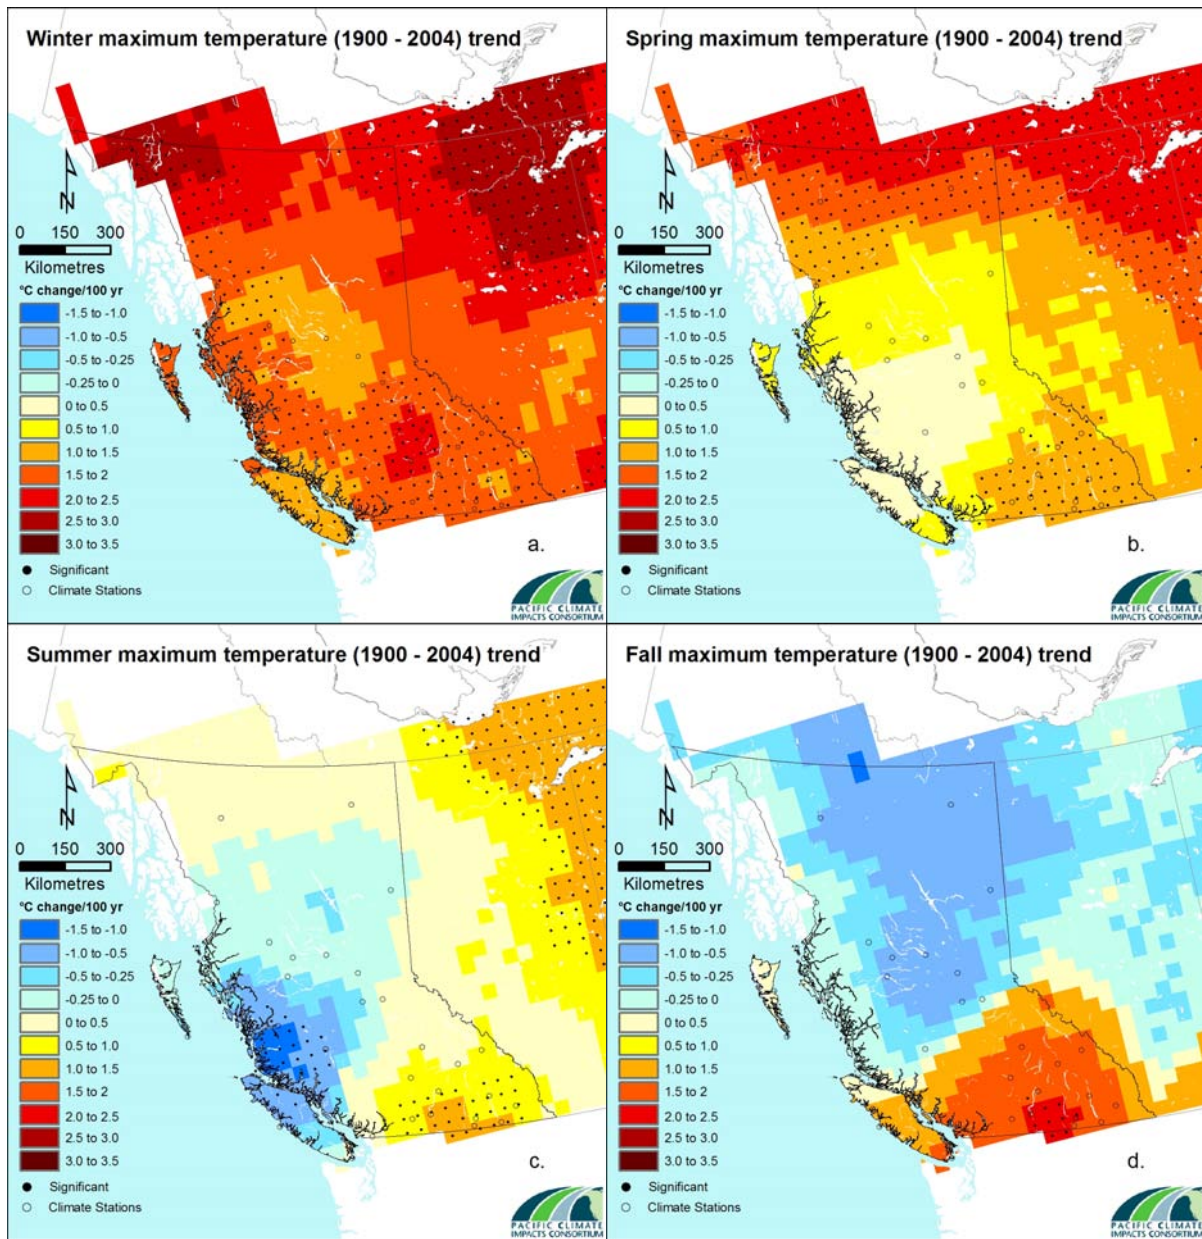 Winter maximum temperature (1900 - 2004) trend
N
0 150 300
Kilometres
°C change/100 yr
-1.5 to -1.0
-1.0 to -0.5
-0.5 to -0.25
-0.25 to 0
0 to 0.5
0.5 to 1.0
1.0 to 1.5
1.5 to 2
2.0 to 2.5
2.5 to 3.0
3.0 to 3.5
Significant
Climate Stations
a.
PACIFIC CLIMATE
IMPACTS CONSORTIUM
Spring maximum temperature (1900 - 2004) trend
N
0 150 300
Kilometres
°C change/100 yr
-1.5 to -1.0
-1.0 to -0.5
-0.5 to -0.25
-0.25 to 0
0 to 0.5
0.5 to 1.0
1.0 to 1.5
1.5 to 2
2.0 to 2.5
2.5 to 3.0
3.0 to 3.5
Significant
Climate Stations
b.
PACIFIC CLIMATE
IMPACTS CONSORTIUM
Summer maximum temperature (1900 - 2004) trend
N
0 150 300
Kilometres
°C change/100 yr
-1.5 to -1.0
-1.0 to -0.5
-0.5 to -0.25
-0.25 to 0
0 to 0.5
0.5 to 1.0
1.0 to 1.5
1.5 to 2
2.0 to 2.5
2.5 to 3.0
3.0 to 3.5
Significant
Climate Stations
c.
PACIFIC CLIMATE
IMPACTS CONSORTIUM
Fall maximum temperature (1900 - 2004) trend
N
0 150 300
Kilometres
°C change/100 yr
-1.5 to -1.0
-1.0 to -0.5
-0.5 to -0.25
-0.25 to 0
0 to 0.5
0.5 to 1.0
1.0 to 1.5
1.5 to 2
2.0 to 2.5
2.5 to 3.0
3.0 to 3.5
Significant
Climate Stations
d.
PACIFIC CLIMATE
IMPACTS CONSORTIUM